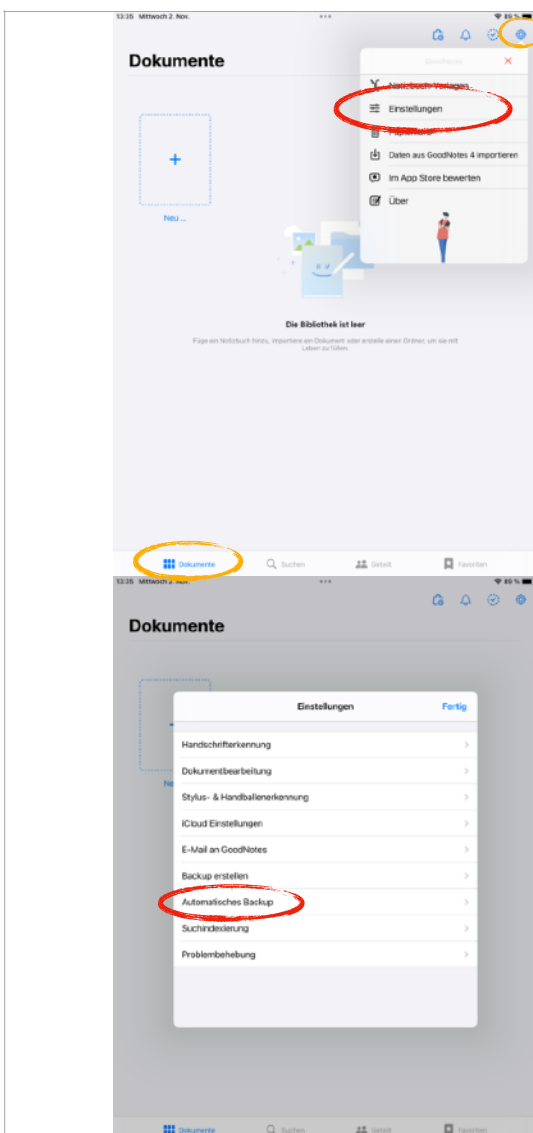 13:35 Mittwoch 2. Nov.
89 %
Dokumente
Notizbuch-Vorlagen
Einstellungen
Papierkorb
Daten aus GoodNotes 4 importieren
Im App Store bewerten
Über
+
Neu ...
Die Bibliothek ist leer
Füge ein Notizbuch hinzu, importiere ein Dokument oder erstelle einen Ordner, um sie mit
Leben zu füllen.
Dokumente
Suchen
Geteilt
Favoriten
13:35 Mittwoch 2. Nov.
89 %
Dokumente
Einstellungen
Fertig
Handschrifterkennung
Dokumentbearbeitung
Stylus- & Handballenerkennung
iCloud Einstellungen
E-Mail an GoodNotes
Backup erstellen
Automatisches Backup
Suchindexierung
Problembehebung
Dokumente
Suchen
Geteilt
Favoriten